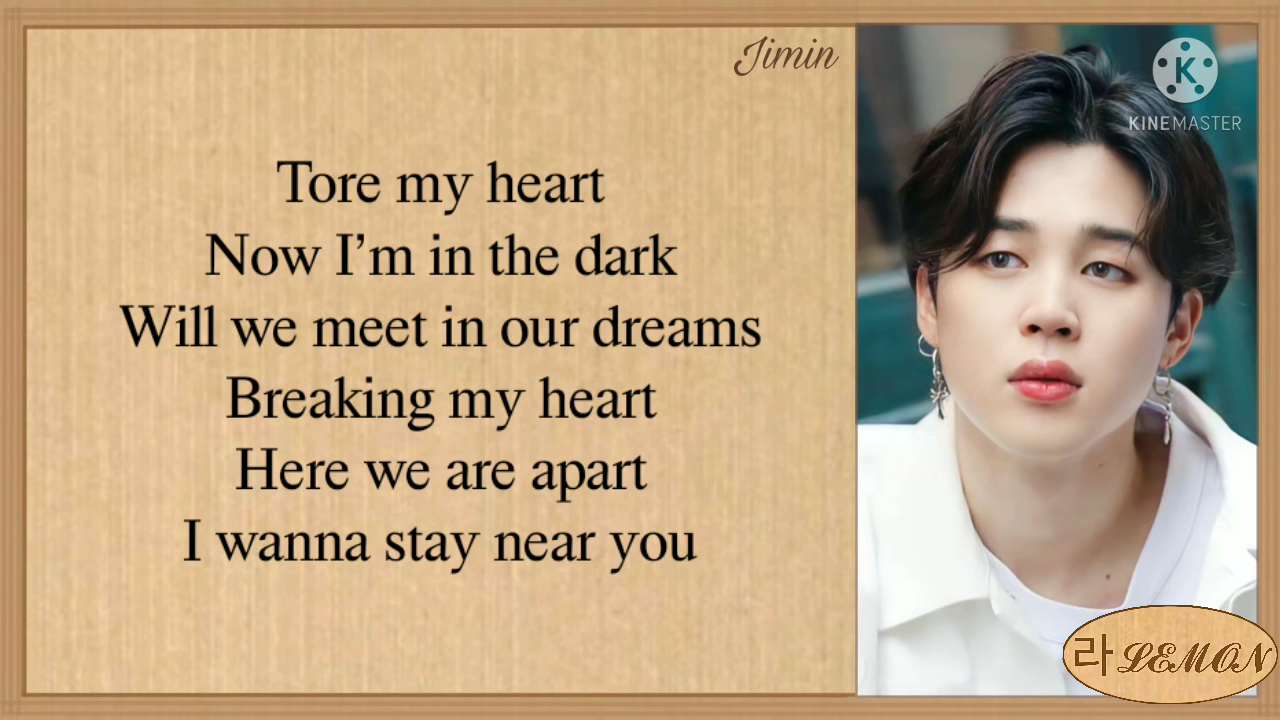 Jimin
K
KINEMASTER
Tore my heart
Now I'm in the dark
Will we meet in our dreams
Breaking my heart
Here we are apart
I wanna stay near you
라 LEMON